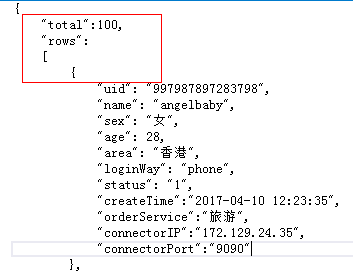 {
"total":100,
"rows":
[
{
"uid": "997987897283798",
"name": "angelbaby",
"sex": "女",
"age": 28,
"area": "香港",
"loginWay": "phone",
"status": "1",
"createTime":"2017-04-10 12:23:35",
"orderService":"旅游",
"connectorIP":"172.129.24.35",
"connectorPort":"9090"
},